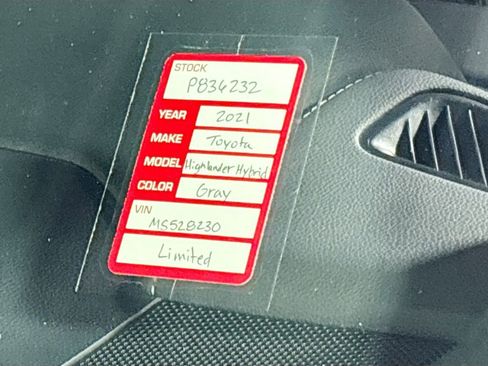 STOCK
P834232
YEAR 2021
MAKE Toyota
MODEL Highlander Hybrid
COLOR Gray
VIN
MS528230
Limited